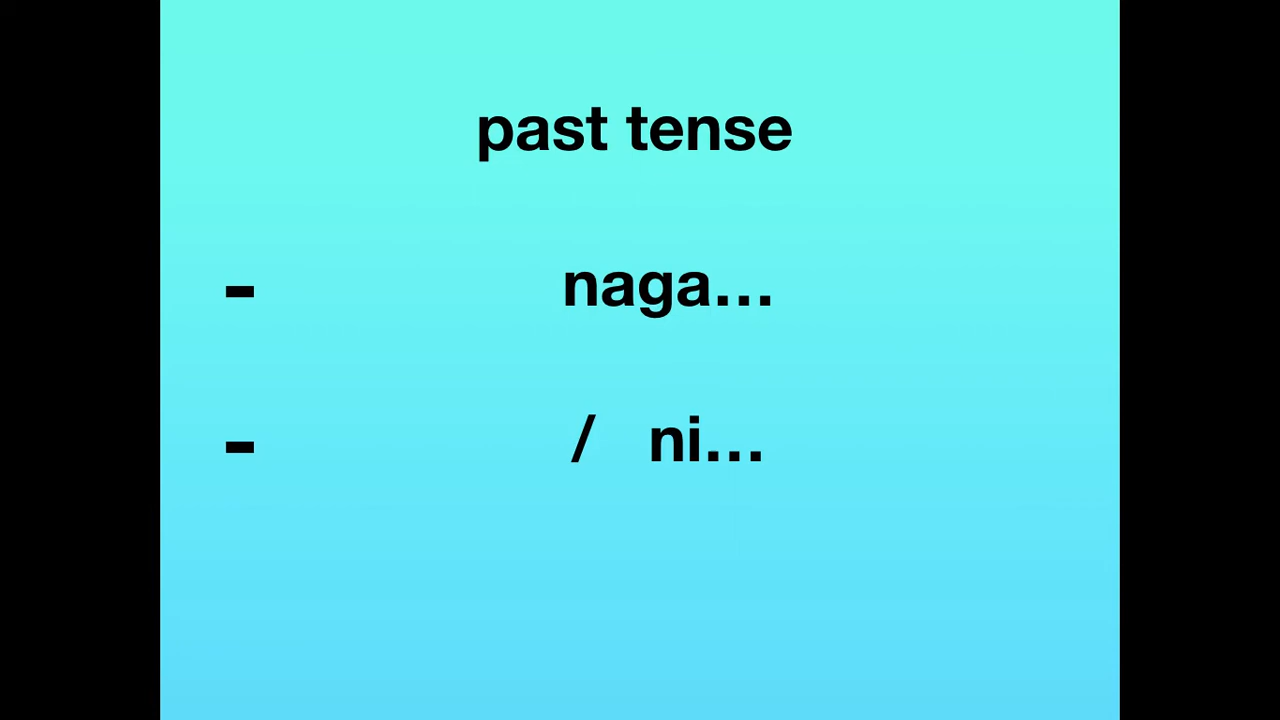 past tense
- naga…
- / ni…